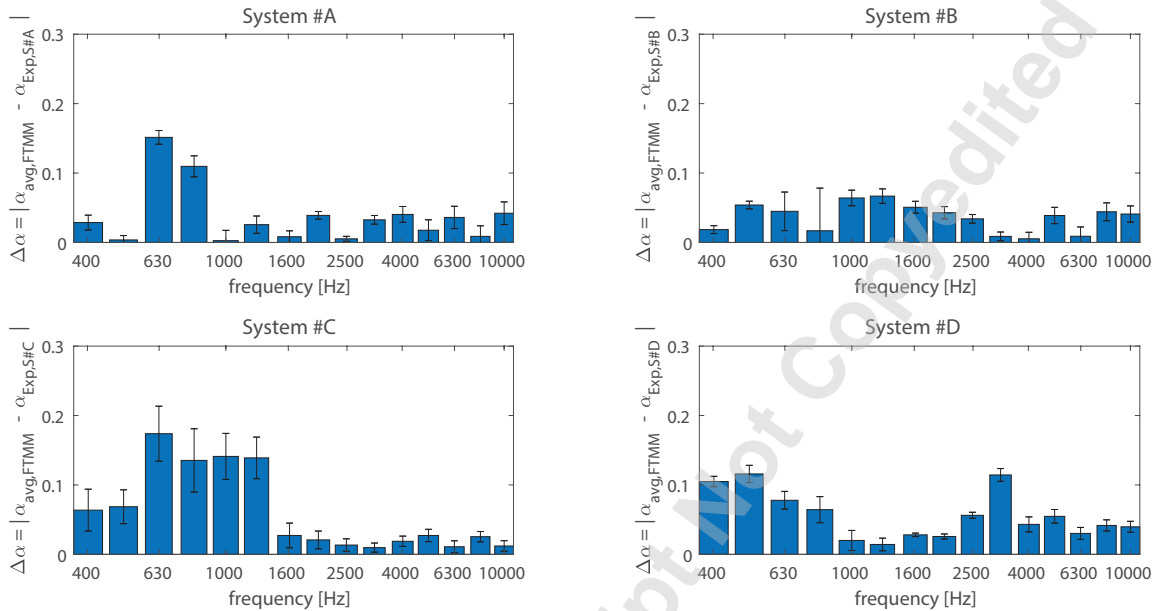 System #A
Δα = | α_avg,FTMM - α_Exp,S#A |
0.3
0.2
0.1
0
400 630 1000 1600 2500 4000 6300 10000
frequency [Hz]
System #B
Δα = | α_avg,FTMM - α_Exp,S#B |
0.3
0.2
0.1
0
400 630 1000 1600 2500 4000 6300 10000
frequency [Hz]
System #C
Δα = | α_avg,FTMM - α_Exp,S#C |
0.3
0.2
0.1
0
400 630 1000 1600 2500 4000 6300 10000
frequency [Hz]
System #D
Δα = | α_avg,FTMM - α_Exp,S#D |
0.3
0.2
0.1
0
400 630 1000 1600 2500 4000 6300 10000
frequency [Hz]
pt Not Copyedited